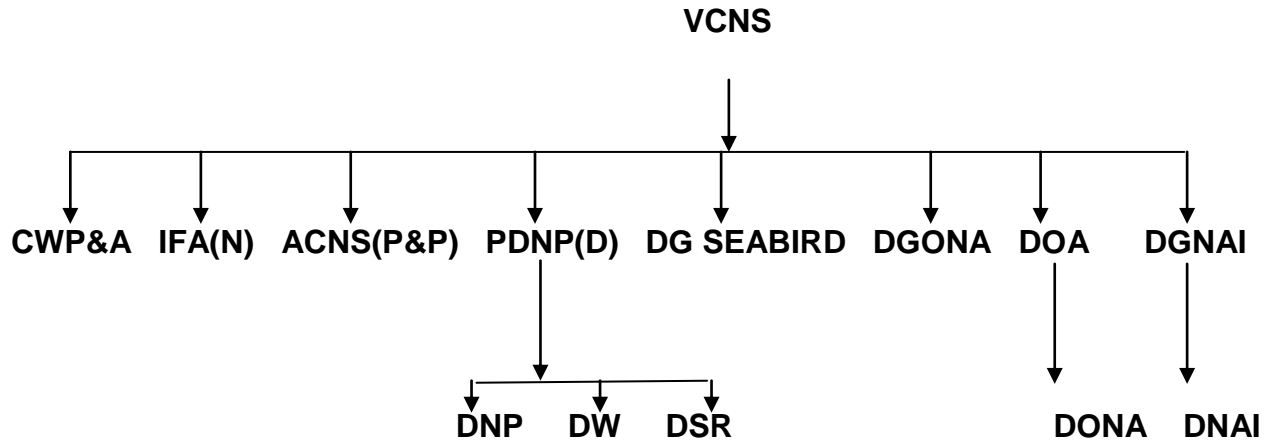 VCNS
CWP&A IFA(N) ACNS(P&P) PDNP(D) DG SEABIRD DGONA DOA DGNAI
DNP DW DSR DONA DNAI